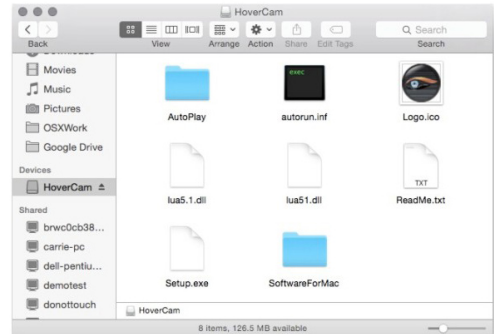 HoverCam
Back
View
Arrange
Action
Share
Edit Tags
Search
Search
Movies
Music
Pictures
OSXWork
Google Drive
Devices
HoverCam
Shared
brwc0cb38...
carrie-pc
dell-pentiu...
demotest
donottouch
AutoPlay
exec
autorun.inf
Logo.ico
lua5.1.dll
lua51.dll
TXT
ReadMe.txt
Setup.exe
SoftwareForMac
HoverCam
8 items, 126.5 MB available